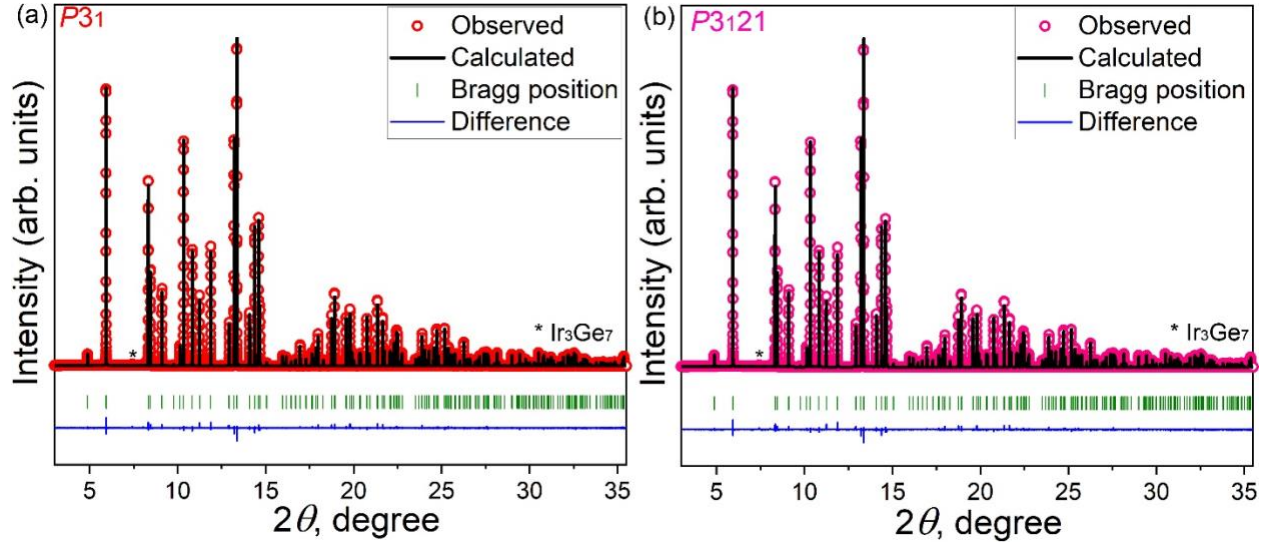 (a)
P3₁
Observed
Calculated
Bragg position
Difference
* Ir₃Ge₇
*
Intensity (arb. units)
5 10 15 20 25 30 35
2θ, degree
(b)
P3₁21
Observed
Calculated
Bragg position
Difference
* Ir₃Ge₇
*
Intensity (arb. units)
5 10 15 20 25 30 35
2θ, degree